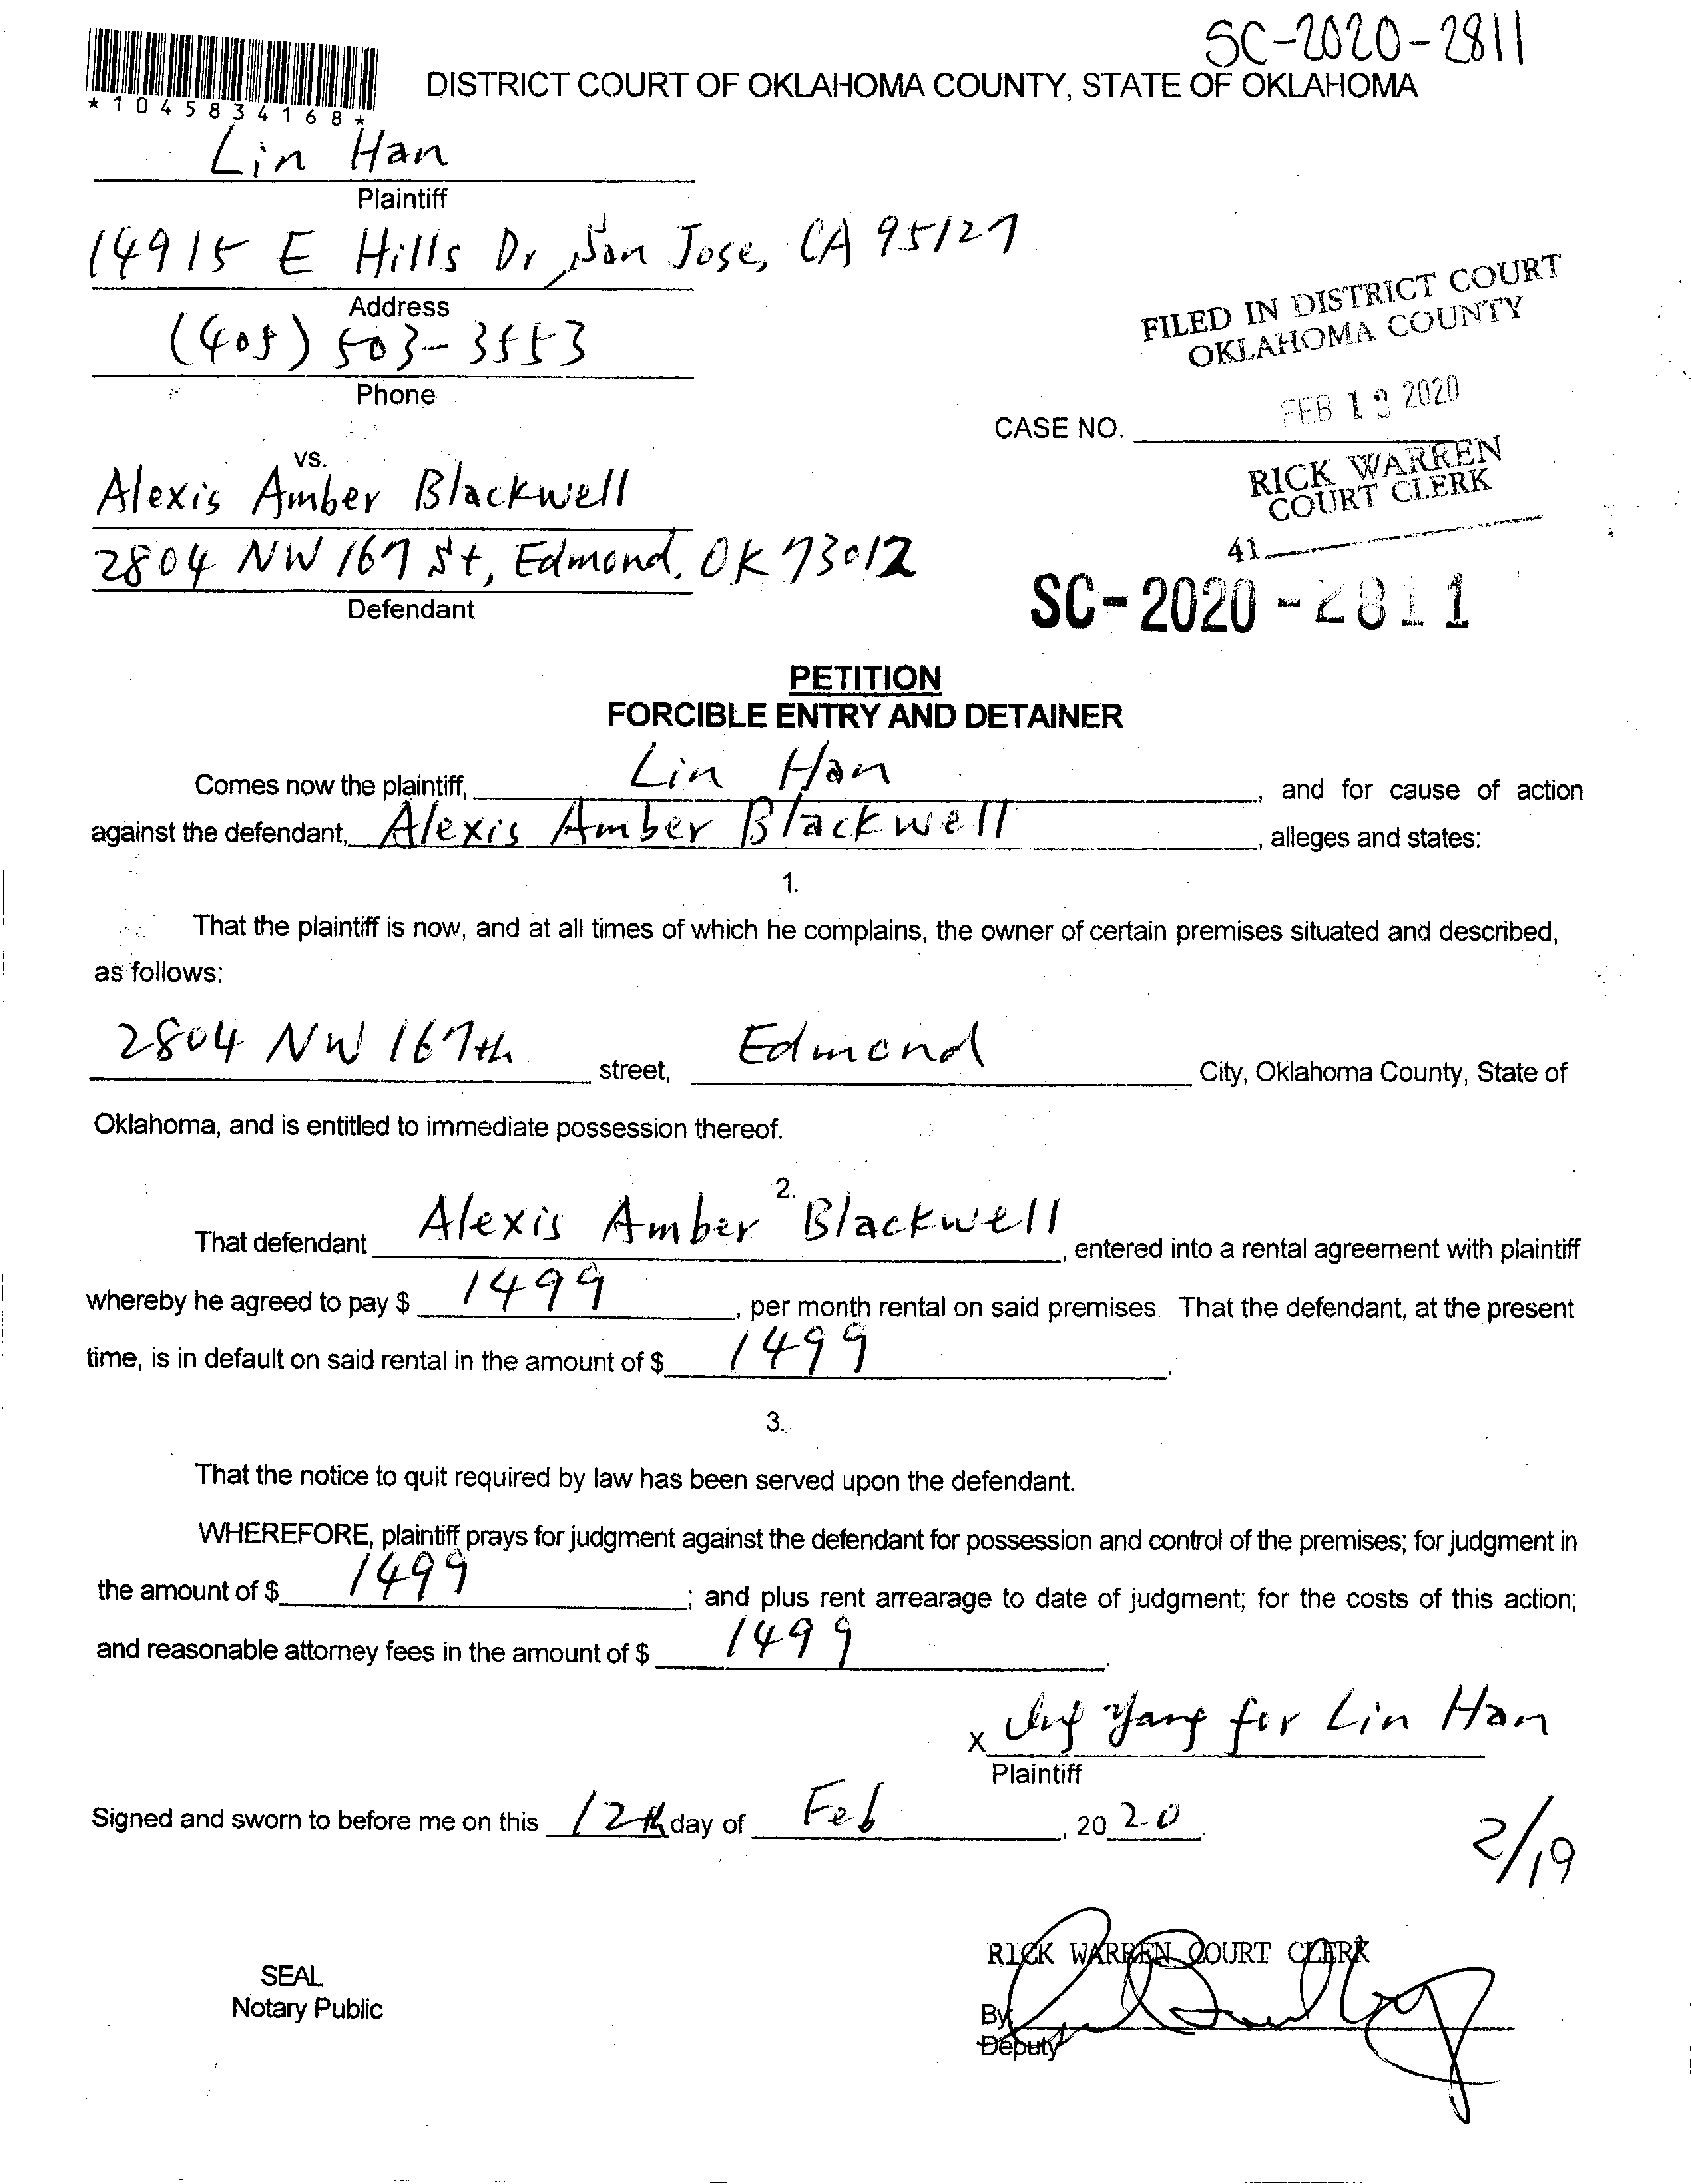 SC-2020-2811
*1045834168*
DISTRICT COURT OF OKLAHOMA COUNTY, STATE OF OKLAHOMA
Lin Han
Plaintiff
14915 E Hills Dr, San Jose, CA 95127
Address
(405) 503-3553
Phone
FILED IN DISTRICT COURT
OKLAHOMA COUNTY
FEB 2020
CASE NO.
RICK WARREN
COURT CLERK
41
vs.
Alexis Amber Blackwell
2804 NW 167 St, Edmond, OK 73012
Defendant
SC-2020-2811
PETITION
FORCIBLE ENTRY AND DETAINER
Comes now the plaintiff, Lin Han, and for cause of action
against the defendant, Alexis Amber Blackwell, alleges and states:
1.
That the plaintiff is now, and at all times of which he complains, the owner of certain premises situated and described,
as follows:
2804 NW 167th street, Edmond City, Oklahoma County, State of
Oklahoma, and is entitled to immediate possession thereof.
2.
That defendant Alexis Amber Blackwell, entered into a rental agreement with plaintiff
whereby he agreed to pay $ 1499, per month rental on said premises. That the defendant, at the present
time, is in default on said rental in the amount of $ 1499.
3.
That the notice to quit required by law has been served upon the defendant.
WHEREFORE, plaintiff prays for judgment against the defendant for possession and control of the premises; for judgment in
the amount of $ 1499; and plus rent arrearage to date of judgment; for the costs of this action;
and reasonable attorney fees in the amount of $ 1499.
x Yang for Lin Han
Plaintiff
Signed and sworn to before me on this 12th day of Feb, 2020.
2/19
RICK WARREN COURT CLERK
SEAL
Notary Public
By
Deputy